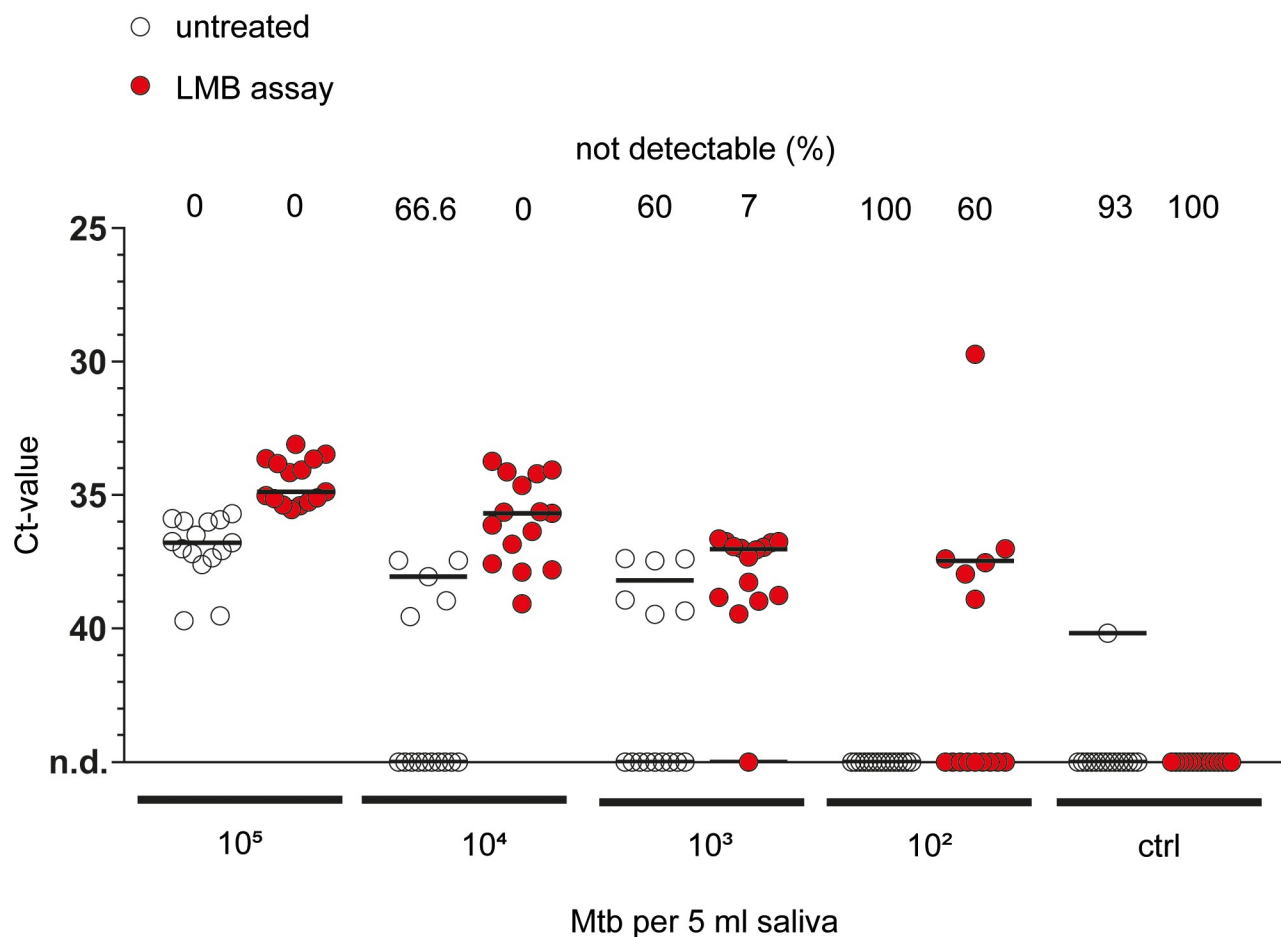 untreated
LMB assay
not detectable (%)
0 0 66.6 0 60 7 100 60 93 100
25
30
35
40
n.d.
Ct-value
10⁵ 10⁴ 10³ 10² ctrl
Mtb per 5 ml saliva